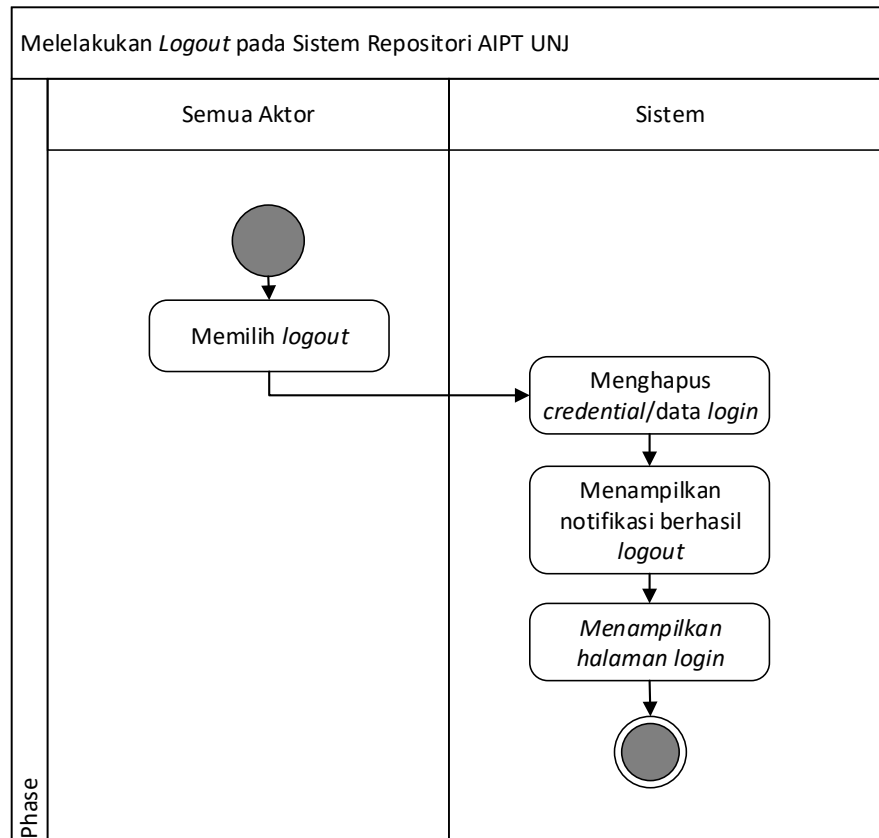 Melelakukan Logout pada Sistem Repositori AIPT UNJ
Semua Aktor
Sistem
Memilih logout
Menghapus
credential/data login
Menampilkan
notifikasi berhasil
logout
Menampilkan
halaman login
Phase